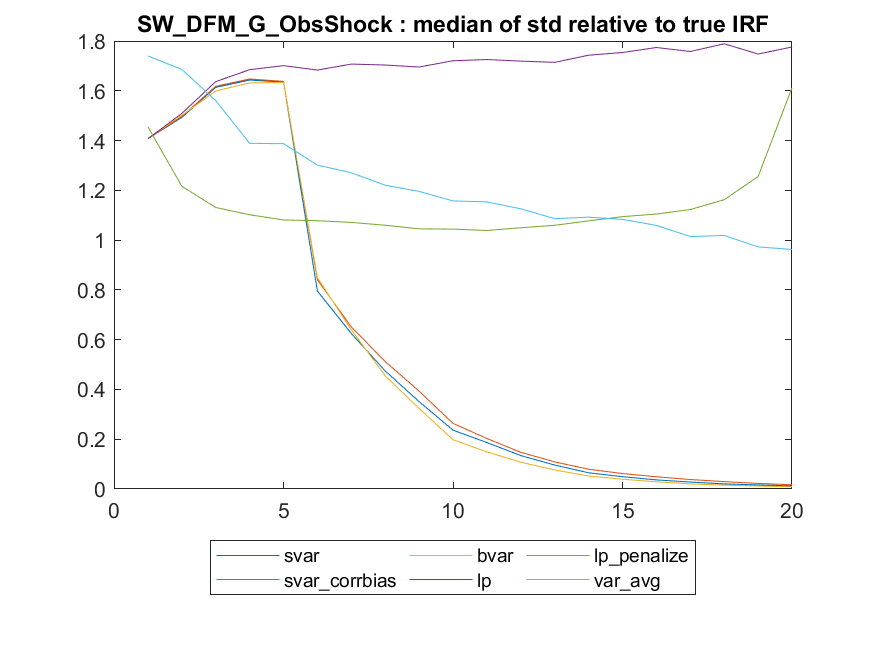 SW_DFM_G_ObsShock : median of std relative to true IRF
1.8
1.6
1.4
1.2
1
0.8
0.6
0.4
0.2
0
0 5 10 15 20
svar bvar lp_penalize
svar_corrbias lp var_avg